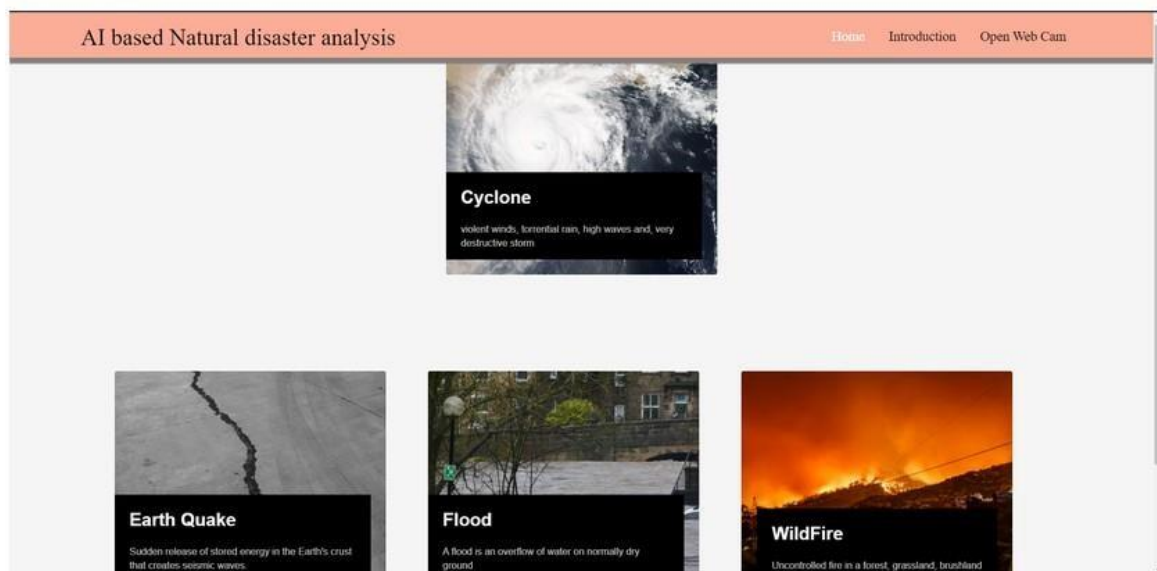 AI based Natural disaster analysis
Home Introduction Open Web Cam
Cyclone
violent winds, torrential rain, high waves and, very
destructive storm
Earth Quake
Sudden release of stored energy in the Earth's crust
that creates seismic waves.
Flood
A flood is an overflow of water on normally dry
ground
WildFire
Uncontrolled fire in a forest, grassland, brushland